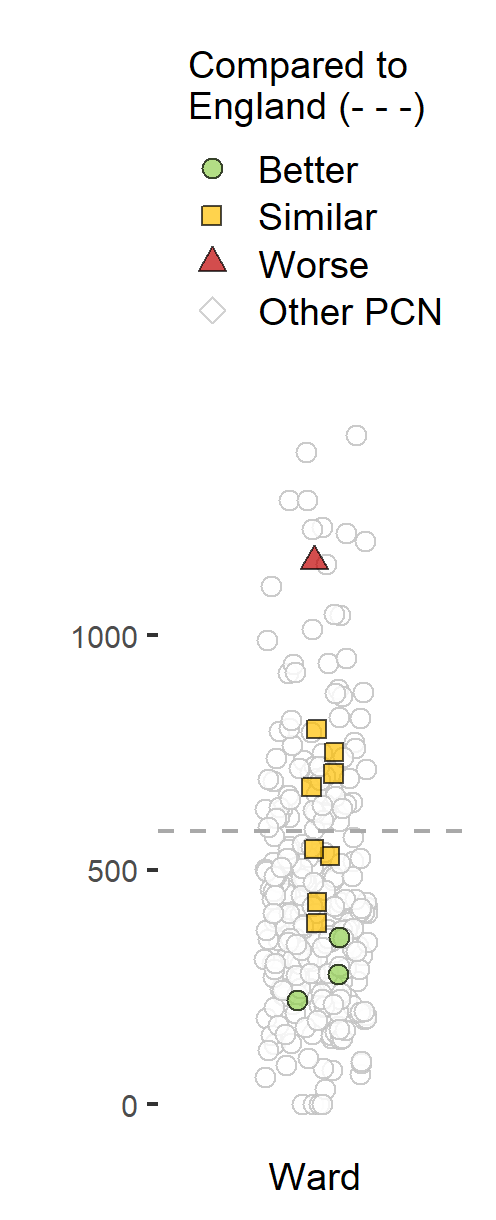 Compared to
England (- - -)
Better
Similar
Worse
Other PCN
1000
500
0
Ward